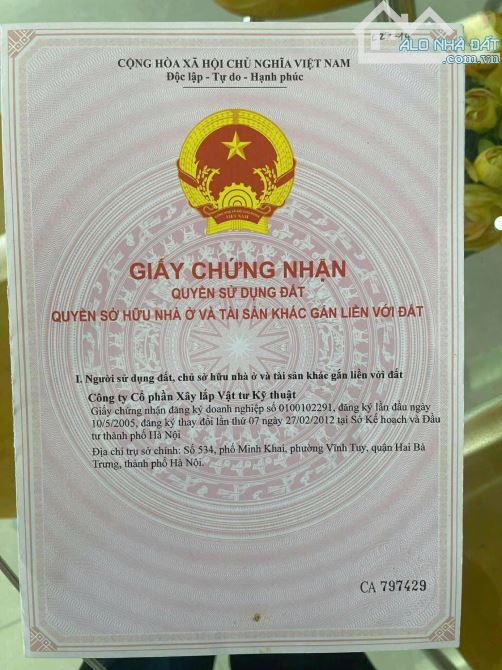 ALO NHÀ ĐẤT
Alonhadat.com.vn
CỘNG HÒA XÃ HỘI CHỦ NGHĨA VIỆT NAM
Độc lập - Tự do - Hạnh phúc
VIỆT NAM
GIẤY CHỨNG NHẬN
QUYỀN SỬ DỤNG ĐẤT
QUYỀN SỞ HỮU NHÀ Ở VÀ TÀI SẢN KHÁC GẮN LIỀN VỚI ĐẤT
I. Người sử dụng đất, chủ sở hữu nhà ở và tài sản khác gắn liền với đất
Công ty Cổ phần Xây lắp Vật tư Kỹ thuật
Giấy chứng nhận đăng ký doanh nghiệp số 0100102291, đăng ký lần đầu ngày
10/5/2005, đăng ký thay đổi lần thứ 07 ngày 27/02/2012 tại Sở Kế hoạch và Đầu
tư thành phố Hà Nội
Địa chỉ trụ sở chính: Số 534, phố Minh Khai, phường Vĩnh Tuy, quận Hai Bà
Trưng, thành phố Hà Nội.
CA 797429